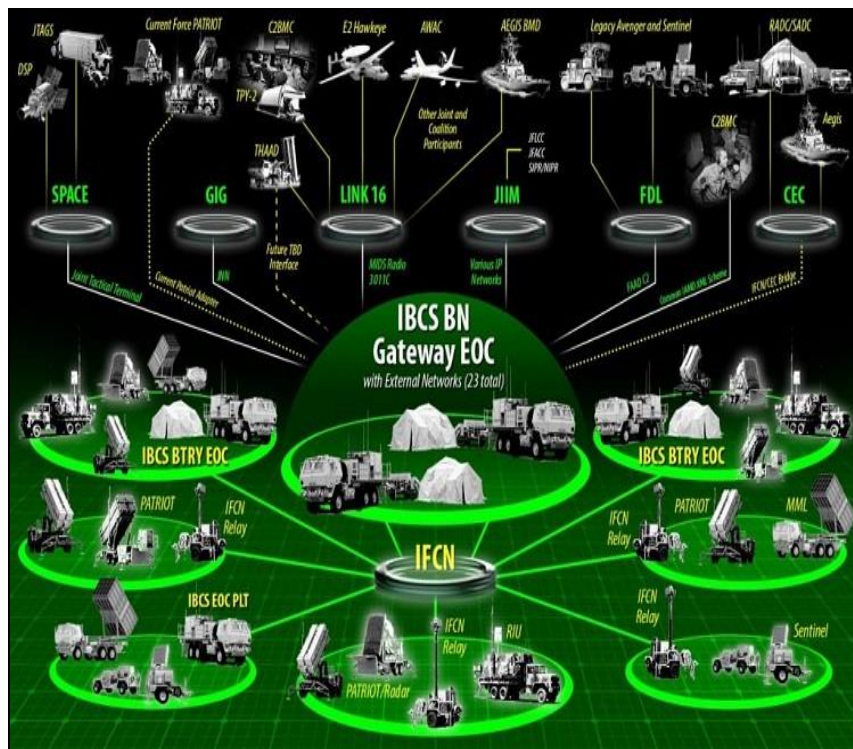 JTAGS
Current Force PATRIOT
C2BMC
E2 Hawkeye
AWAC
AEGIS BMD
Legacy Avenger and Sentinel
RADC/SADC
DSP
TPY-2
Other Joint and
Coalition
Participants
THAAD
JFLCC
JFACC
SIPR/NIPR
C2BMC
Aegis
SPACE
GIG
LINK 16
JIIM
FDL
CEC
Joint Tactical Terminal
Current Patriot Adapter
JNN
Future TBD
Interface
MIDS Radio
3011C
Various IP
Networks
FAAD C2
Common IAMD XML Scheme
IFCN/CEC Bridge
IBCS BN
Gateway EOC
with External Networks (23 total)
IBCS BTRY EOC
IBCS BTRY EOC
PATRIOT
IFCN
Relay
IFCN
Relay
PATRIOT
MML
IFCN
IBCS EOC PLT
IFCN
Relay
Sentinel
PATRIOT/Radar
IFCN
Relay
RIU